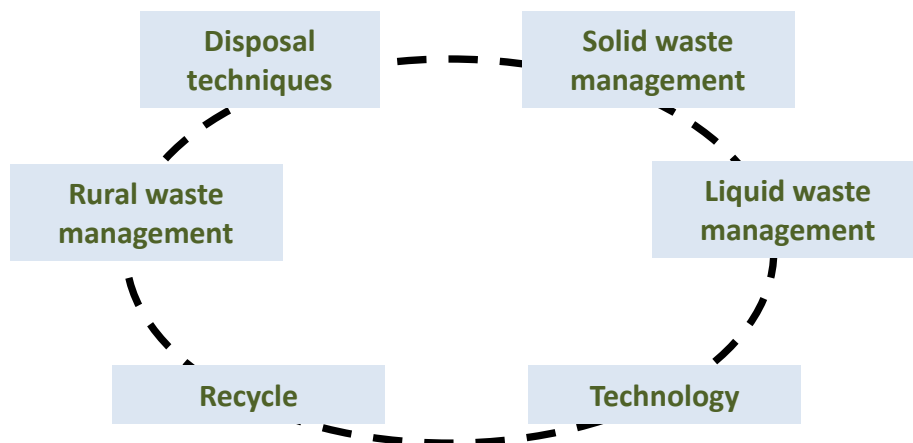 Disposal
techniques
Solid waste
management
Rural waste
management
Liquid waste
management
Recycle
Technology